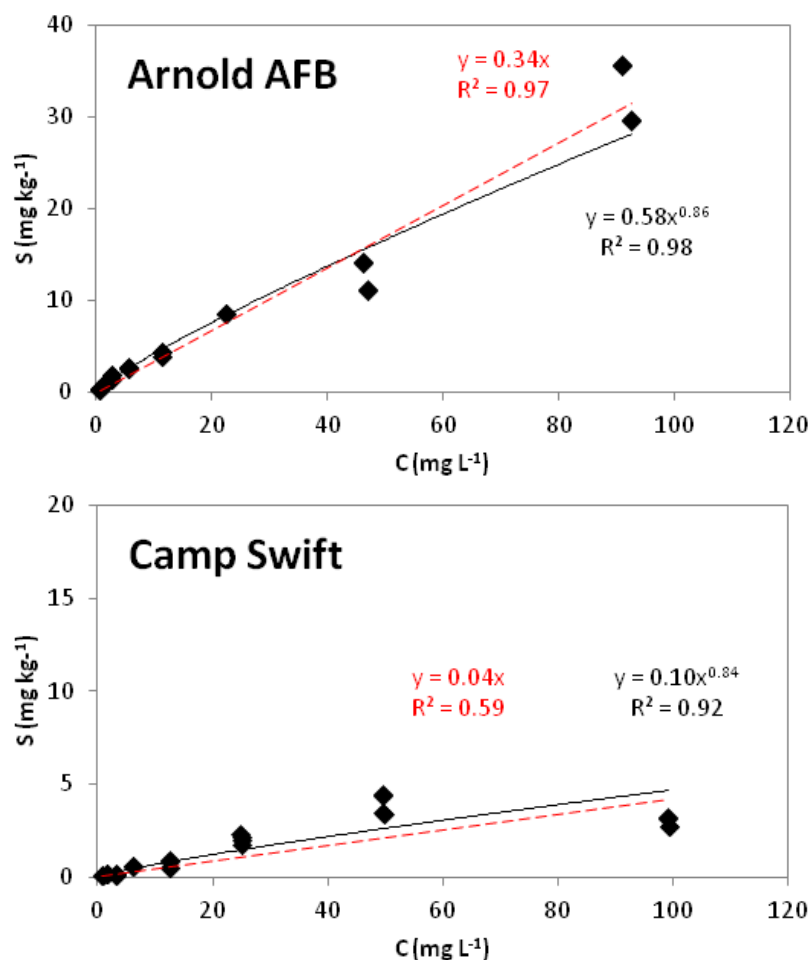 Arnold AFB
y = 0.34x
R² = 0.97
y = 0.58x^0.86
R² = 0.98
S (mg kg⁻¹)
40
30
20
10
0
0 20 40 60 80 100 120
C (mg L⁻¹)
Camp Swift
y = 0.04x
R² = 0.59
y = 0.10x^0.84
R² = 0.92
S (mg kg⁻¹)
20
15
10
5
0
0 20 40 60 80 100 120
C (mg L⁻¹)